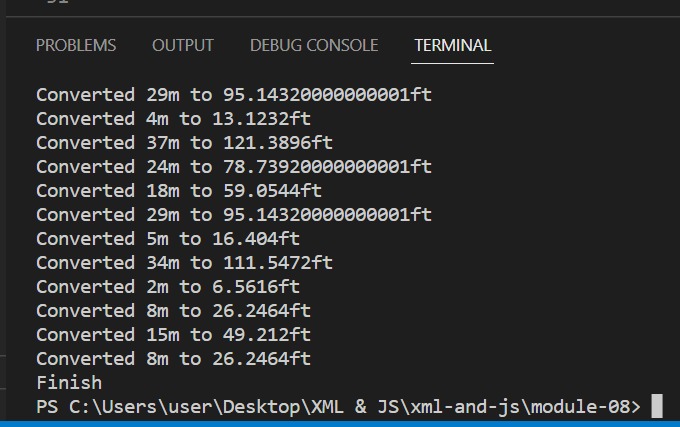 PROBLEMS OUTPUT DEBUG CONSOLE TERMINAL
Converted 29m to 95.14320000000001ft
Converted 4m to 13.1232ft
Converted 37m to 121.3896ft
Converted 24m to 78.73920000000001ft
Converted 18m to 59.0544ft
Converted 29m to 95.14320000000001ft
Converted 5m to 16.404ft
Converted 34m to 111.5472ft
Converted 2m to 6.5616ft
Converted 8m to 26.2464ft
Converted 15m to 49.212ft
Converted 8m to 26.2464ft
Finish
PS C:\Users\user\Desktop\XML & JS\xml-and-js\module-08>